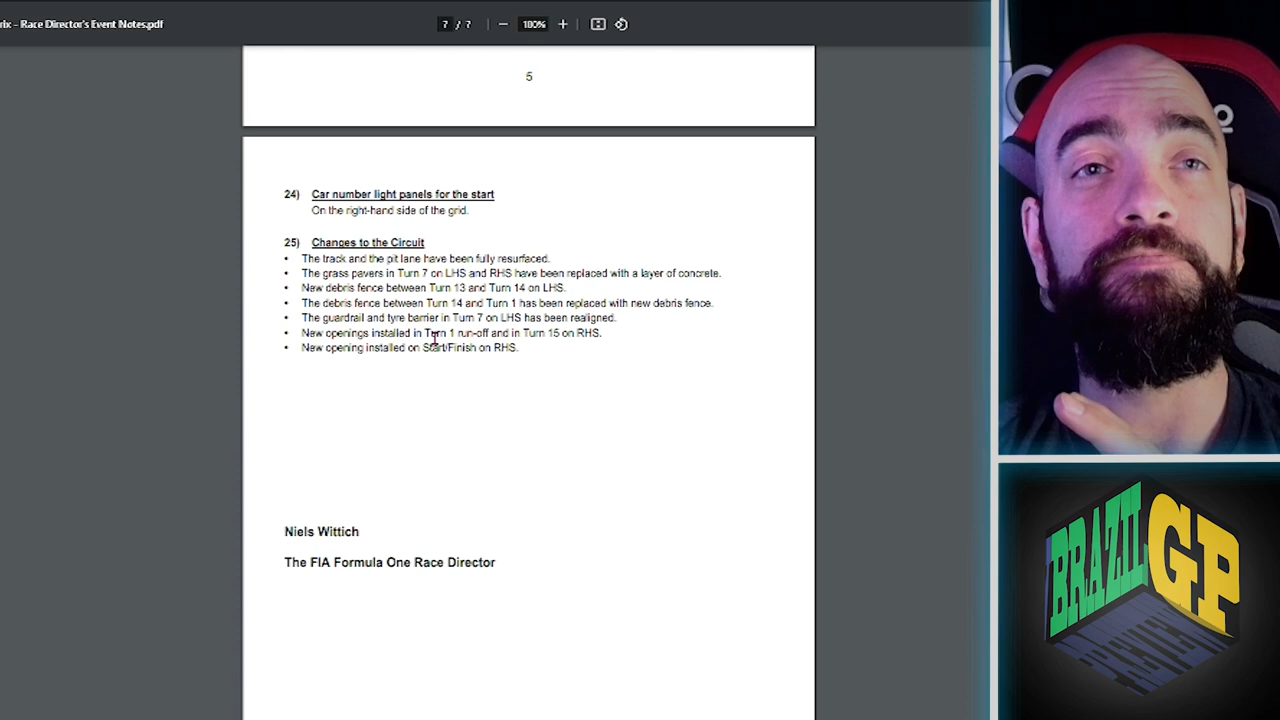 rix - Race Director's Event Notes.pdf
7 / 7
180%
5
24) Car number light panels for the start
On the right-hand side of the grid.
25) Changes to the Circuit
• The track and the pit lane have been fully resurfaced.
• The grass pavers in Turn 7 on LHS and RHS have been replaced with a layer of concrete.
• New debris fence between Turn 13 and Turn 14 on LHS.
• The debris fence between Turn 14 and Turn 1 has been replaced with new debris fence.
• The guardrail and tyre barrier in Turn 7 on LHS has been realigned.
• New openings installed in Turn 1 run-off and in Turn 15 on RHS.
• New opening installed on Start/Finish on RHS.
Niels Wittich
The FIA Formula One Race Director
BRAZIL
GP
PREVIEW